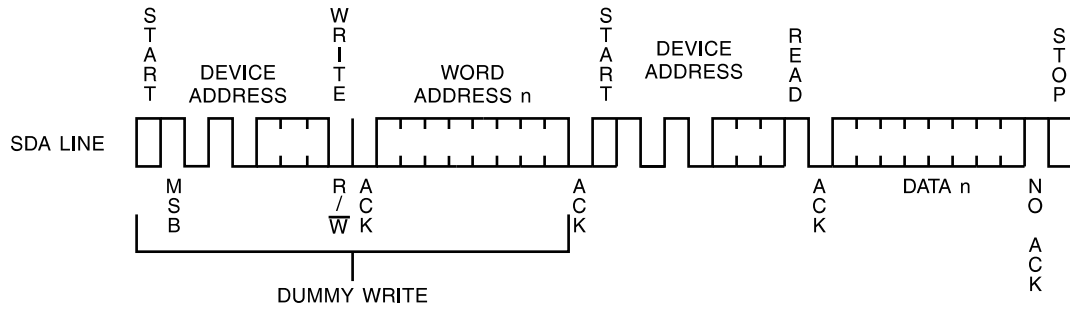 START
WRITE
START
READ
STOP
DEVICE
ADDRESS
WORD
ADDRESS n
DEVICE
ADDRESS
SDA LINE
MSB
R/W̅
ACK
ACK
ACK
DATA n
NO ACK
DUMMY WRITE